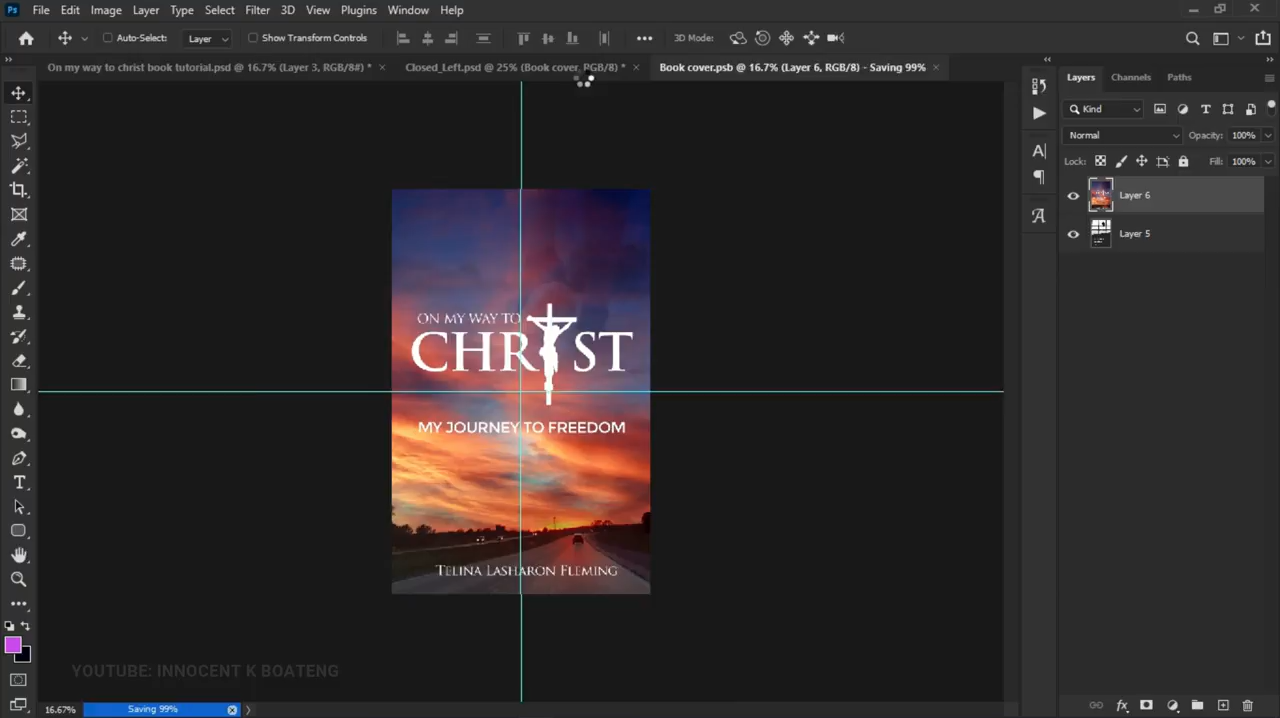 Ps File Edit Image Layer Type Select Filter 3D View Plugins Window Help
Auto-Select: Layer Show Transform Controls 3D Mode:
On my way to christ book tutorial.psd @ 16.7% (Layer 3, RGB/8#) *
Closed_Left.psd @ 25% (Book cover, RGB/8) *
Book cover.psb @ 16.7% (Layer 6, RGB/8) - Saving 99%
Layers Channels Paths
Kind
Normal Opacity: 100%
Lock: Fill: 100%
Layer 6
Layer 5
ON MY WAY TO
CHRIST
MY JOURNEY TO FREEDOM
TELINA LASHARON FLEMING
YOUTUBE: INNOCENT K BOATENG
16.67% Saving 99%